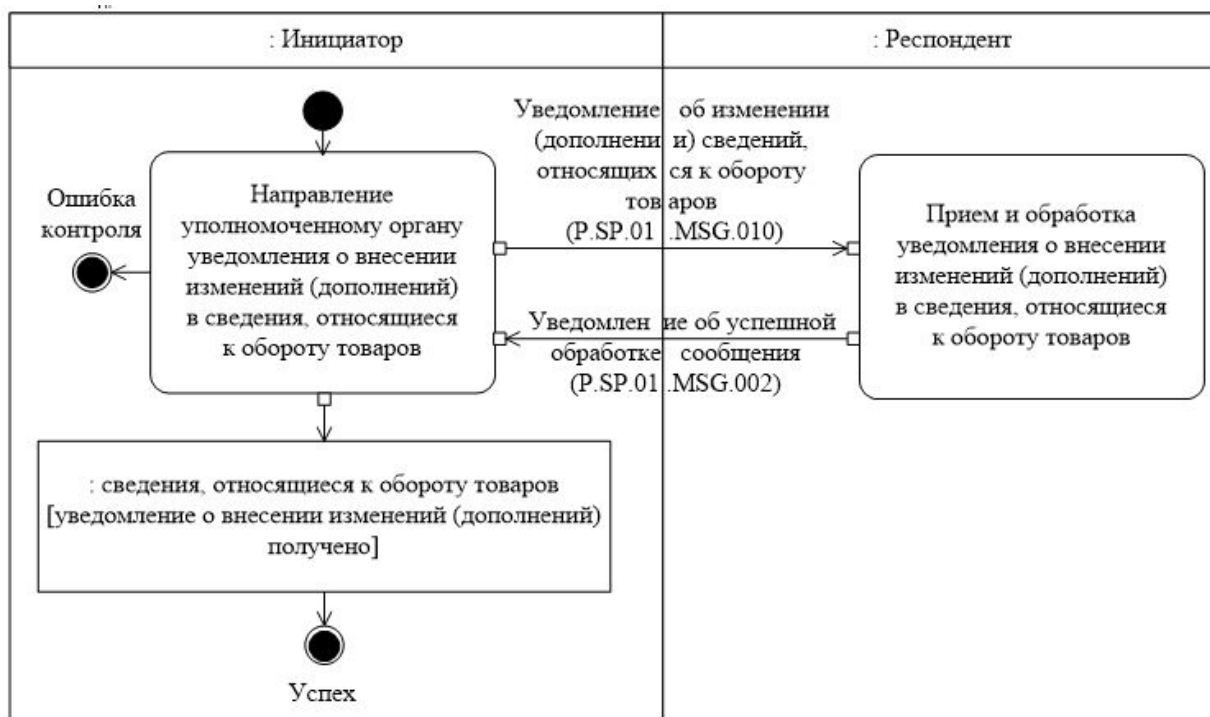 : Инициатор
: Респондент
Уведомление об изменении
(дополнении) сведений,
относящихся к обороту
товаров
(P.SP.01.MSG.010)
Ошибка
контроля
Направление
уполномоченному органу
уведомления о внесении
изменений (дополнений)
в сведения, относящиеся
к обороту товаров
Прием и обработка
уведомления о внесении
изменений (дополнений)
в сведения, относящиеся
к обороту товаров
Уведомление об успешной
обработке сообщения
(P.SP.01.MSG.002)
: сведения, относящиеся к обороту товаров
[уведомление о внесении изменений (дополнений)
получено]
Успех